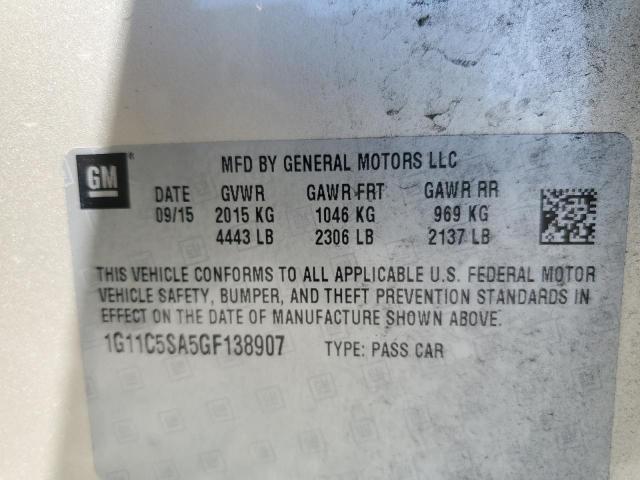 GM ®
MFD BY GENERAL MOTORS LLC
DATE GVWR GAWR FRT GAWR RR
09/15 2015 KG 1046 KG 969 KG
4443 LB 2306 LB 2137 LB
THIS VEHICLE CONFORMS TO ALL APPLICABLE U.S. FEDERAL MOTOR
VEHICLE SAFETY, BUMPER, AND THEFT PREVENTION STANDARDS IN
EFFECT ON THE DATE OF MANUFACTURE SHOWN ABOVE.
1G11C5SA5GF138907 TYPE: PASS CAR